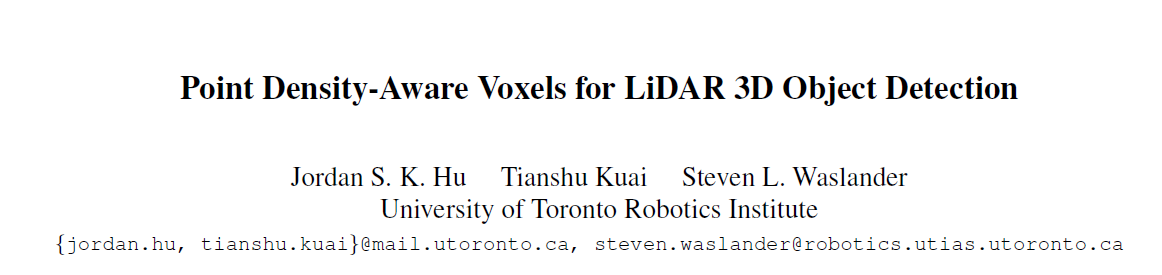 Point Density-Aware Voxels for LiDAR 3D Object Detection
Jordan S. K. Hu Tianshu Kuai Steven L. Waslander
University of Toronto Robotics Institute
{jordan.hu, tianshu.kuai}@mail.utoronto.ca, steven.waslander@robotics.utias.utoronto.ca